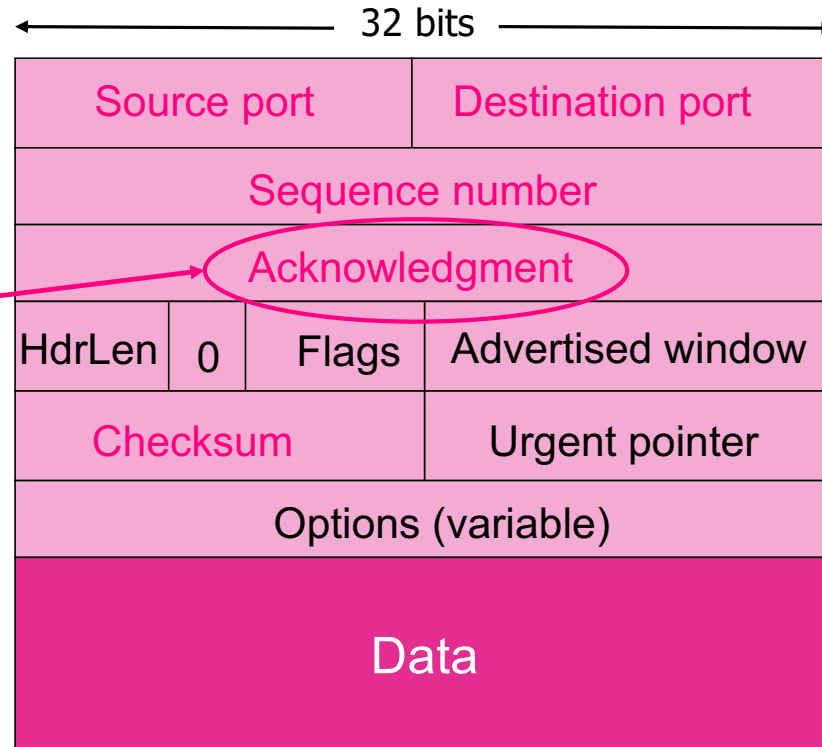 32 bits
Source port Destination port
Sequence number
Acknowledgment
HdrLen 0 Flags Advertised window
Checksum Urgent pointer
Options (variable)
Data